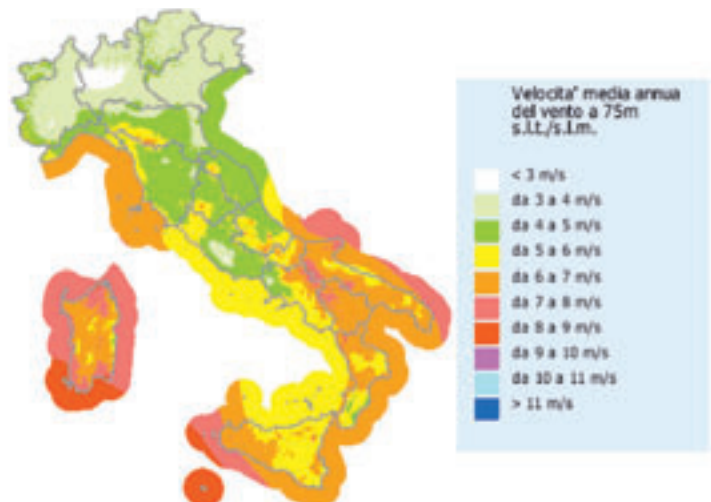 Velocita' media annua
del vento a 75m
s.l.t./s.l.m.
< 3 m/s
da 3 a 4 m/s
da 4 a 5 m/s
da 5 a 6 m/s
da 6 a 7 m/s
da 7 a 8 m/s
da 8 a 9 m/s
da 9 a 10 m/s
da 10 a 11 m/s
> 11 m/s